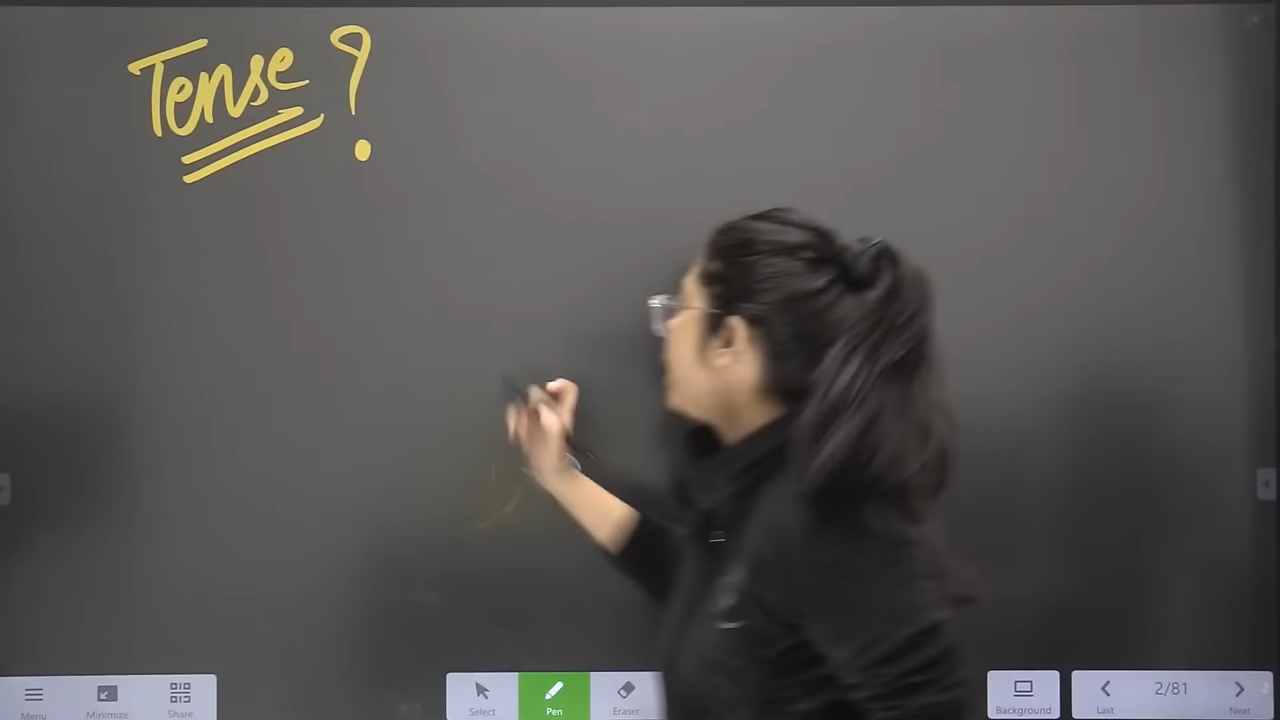 Tense ?
Menu
Minimize
Share
Select
Pen
Eraser
Background
Last
2/81
Next